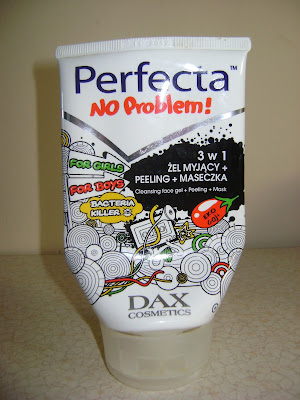 Perfecta™
NO Problem!
3 w 1
ŻEL MYJĄCY +
PEELING + MASECZKA
Cleansing face gel + Peeling + Mask
FOR GIRLS
FOR BOYS
BACTERIA
KILLER
DAX
COSMETICS